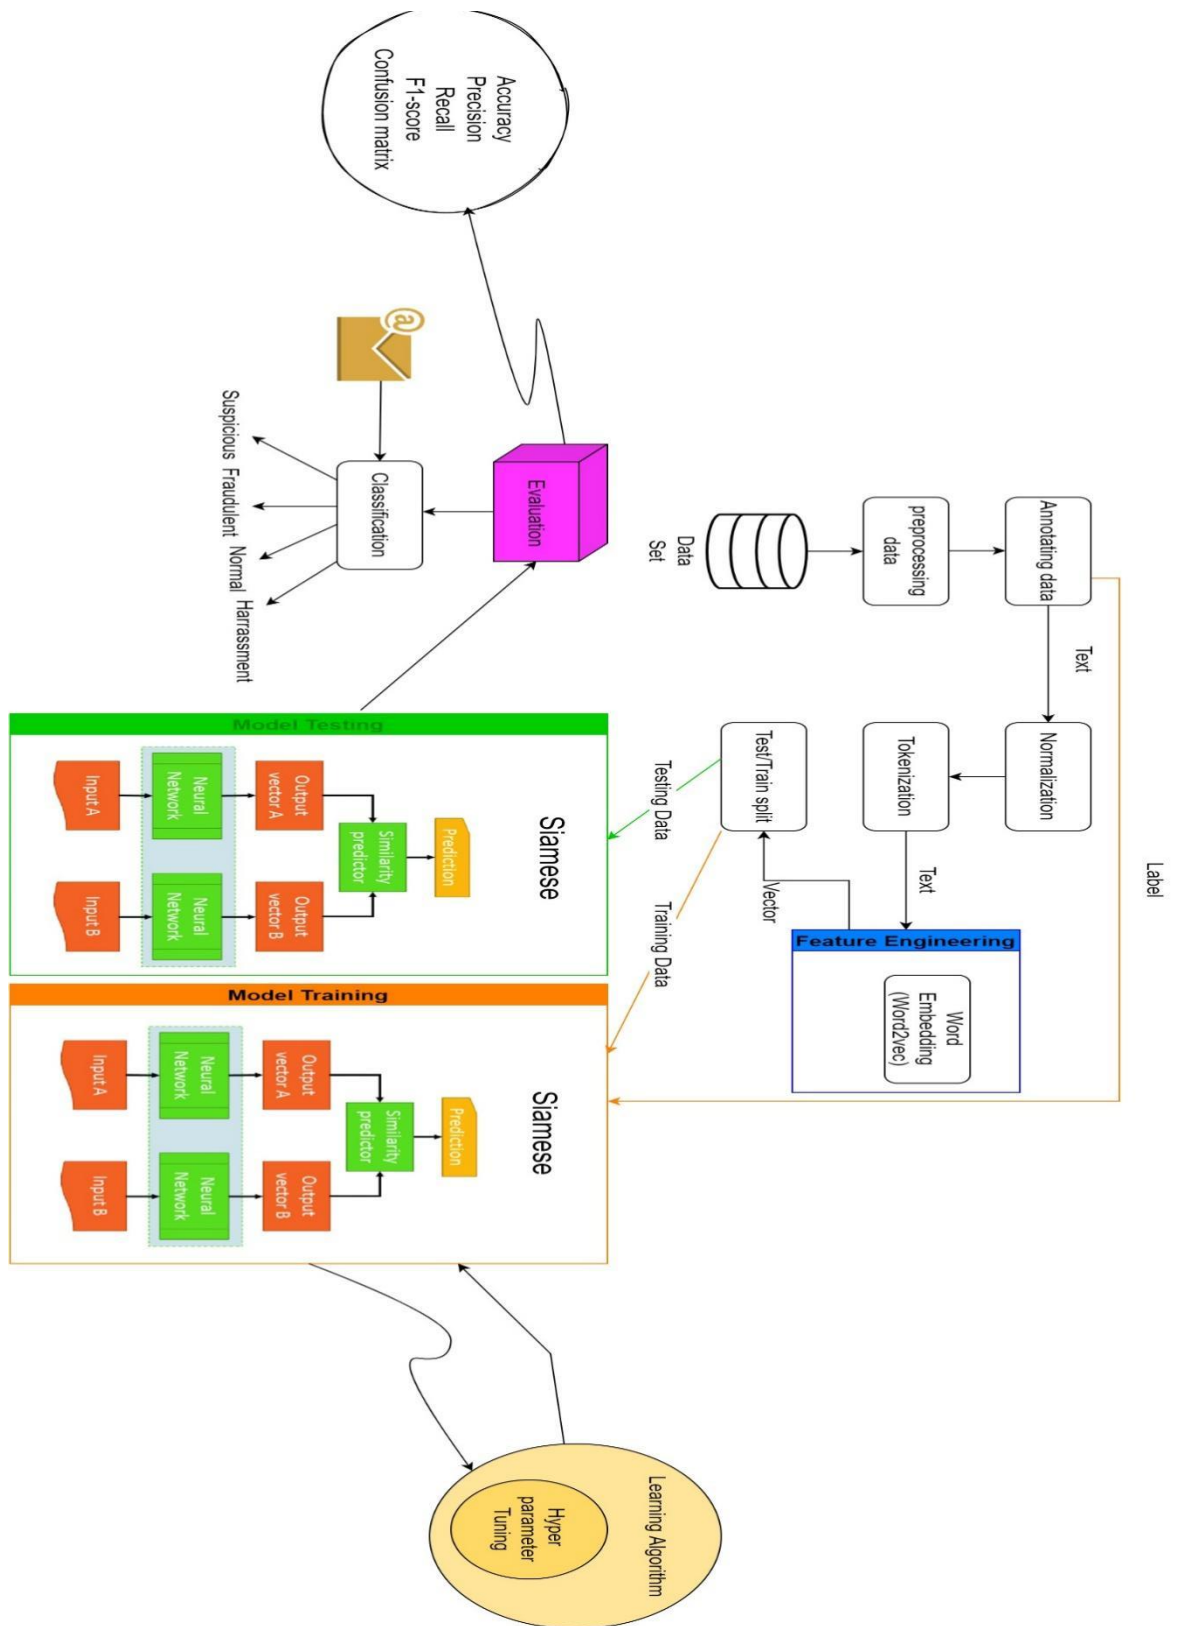 Label
Annotating data
Text
Normalization
preprocessing
data
Tokenization
Text
Feature Engineering
Word
Embedding
(Word2vec)
Data
Set
Test/Train split
Vector
Testing Data
Training Data
Learning Algorithm
Hyper
parameter
Tuning
Accuracy
Precision
Recall
F1-score
Confusion matrix
Evaluation
Classification
Suspicious
Fraudulent
Normal
Harrassment
Model Testing
Siamese
Prediction
Similarity
predictor
Output
vector A
Output
vector B
Neural
Network
Neural
Network
Input A
Input B
Model Training
Siamese
Prediction
Similarity
predictor
Output
vector A
Output
vector B
Neural
Network
Neural
Network
Input A
Input B